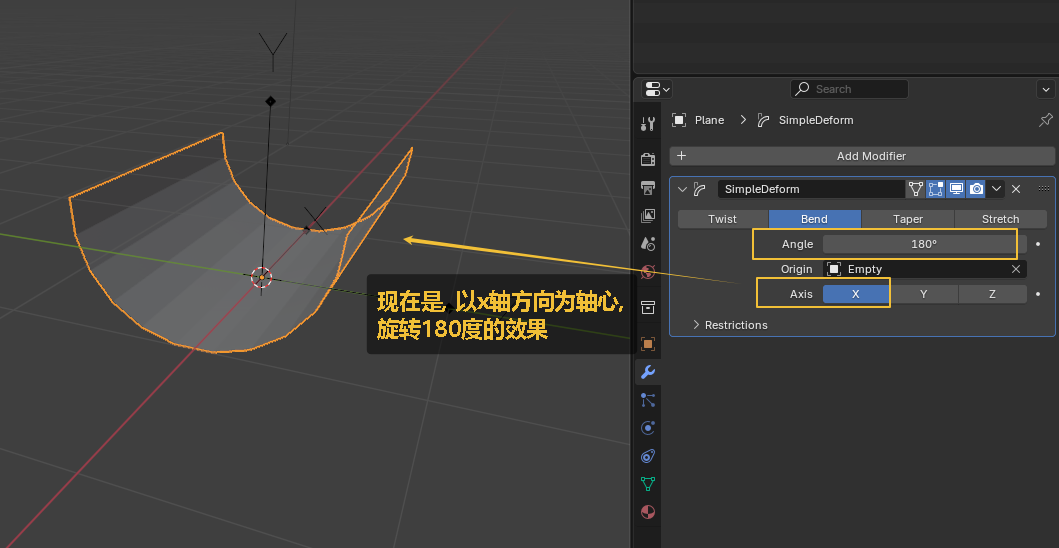 Search
Plane
SimpleDeform
Add Modifier
SimpleDeform
Twist
Bend
Taper
Stretch
Angle
180°
Origin
Empty
Axis
X
Y
Z
Restrictions
现在是, 以x轴方向为轴心,
旋转180度的效果